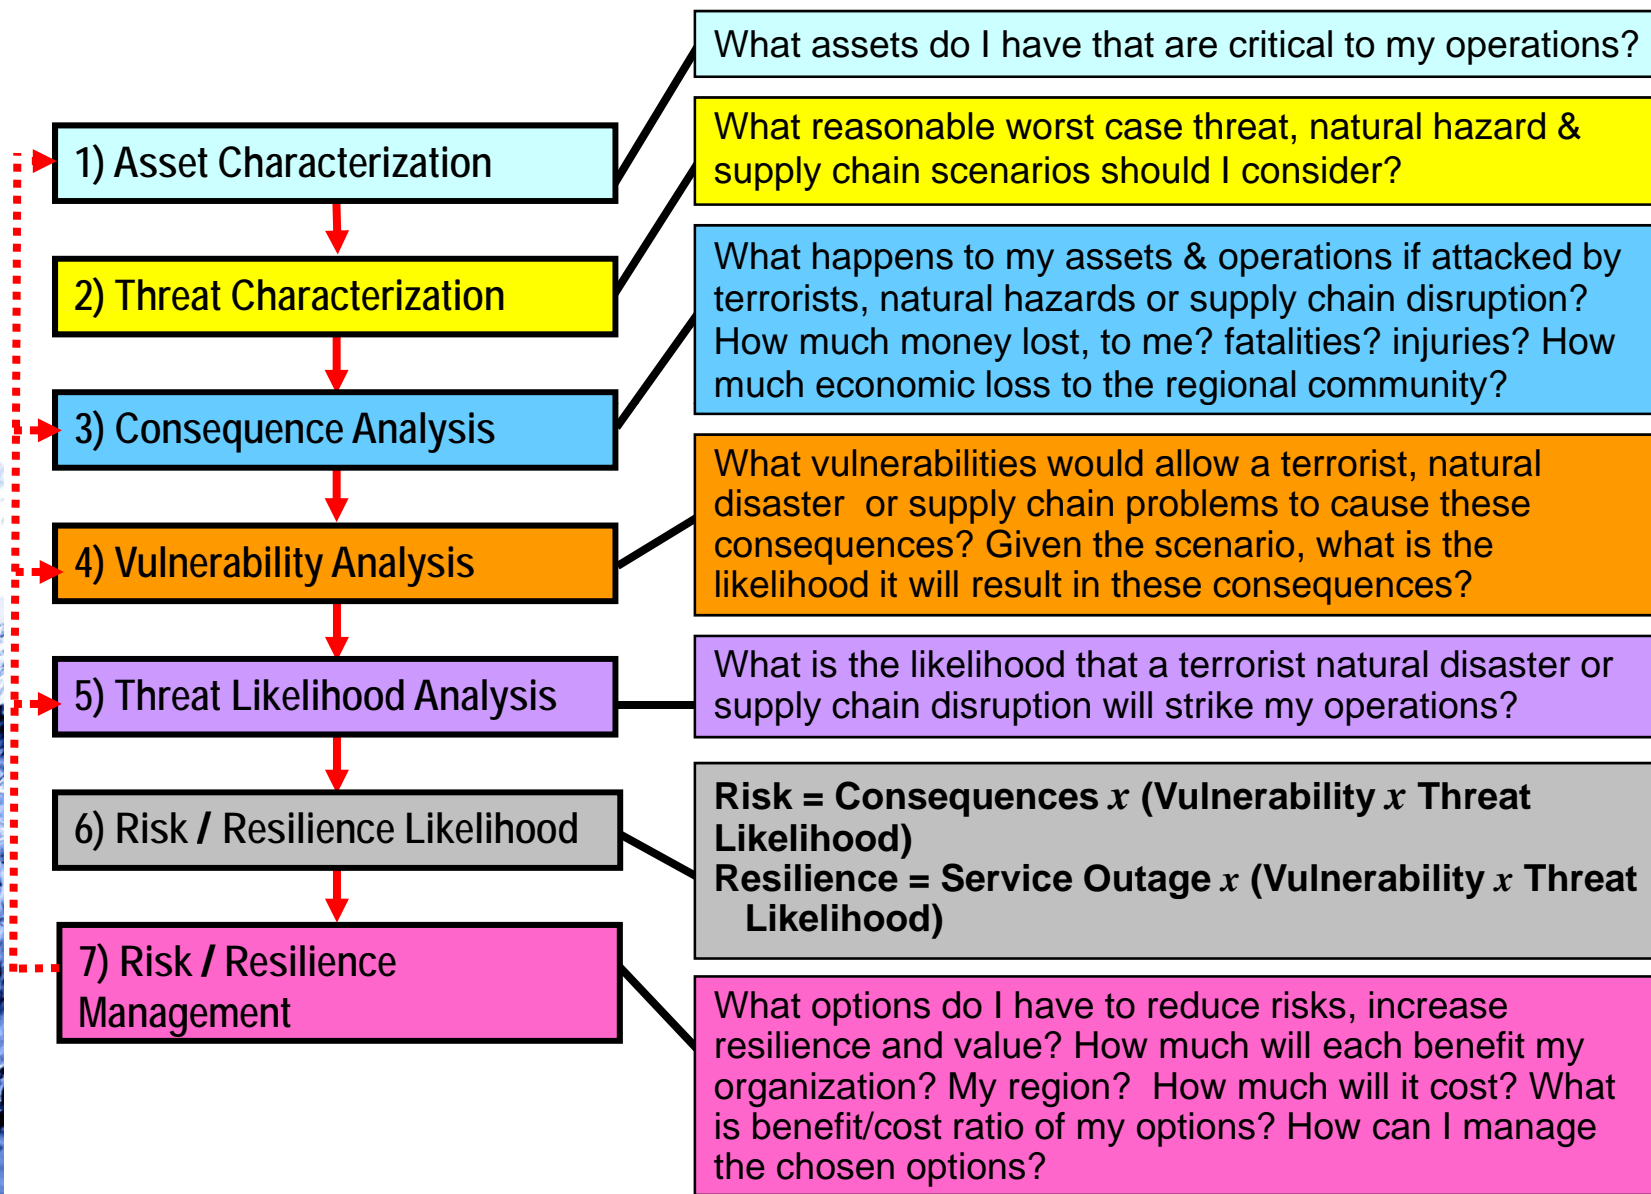 1) Asset Characterization
2) Threat Characterization
3) Consequence Analysis
4) Vulnerability Analysis
5) Threat Likelihood Analysis
6) Risk / Resilience Likelihood
7) Risk / Resilience
Management
What assets do I have that are critical to my operations?
What reasonable worst case threat, natural hazard &
supply chain scenarios should I consider?
What happens to my assets & operations if attacked by
terrorists, natural hazards or supply chain disruption?
How much money lost, to me? fatalities? injuries? How
much economic loss to the regional community?
What vulnerabilities would allow a terrorist, natural
disaster or supply chain problems to cause these
consequences? Given the scenario, what is the
likelihood it will result in these consequences?
What is the likelihood that a terrorist natural disaster or
supply chain disruption will strike my operations?
Risk = Consequences x (Vulnerability x Threat
Likelihood)
Resilience = Service Outage x (Vulnerability x Threat
Likelihood)
What options do I have to reduce risks, increase
resilience and value? How much will each benefit my
organization? My region? How much will it cost? What
is benefit/cost ratio of my options? How can I manage
the chosen options?